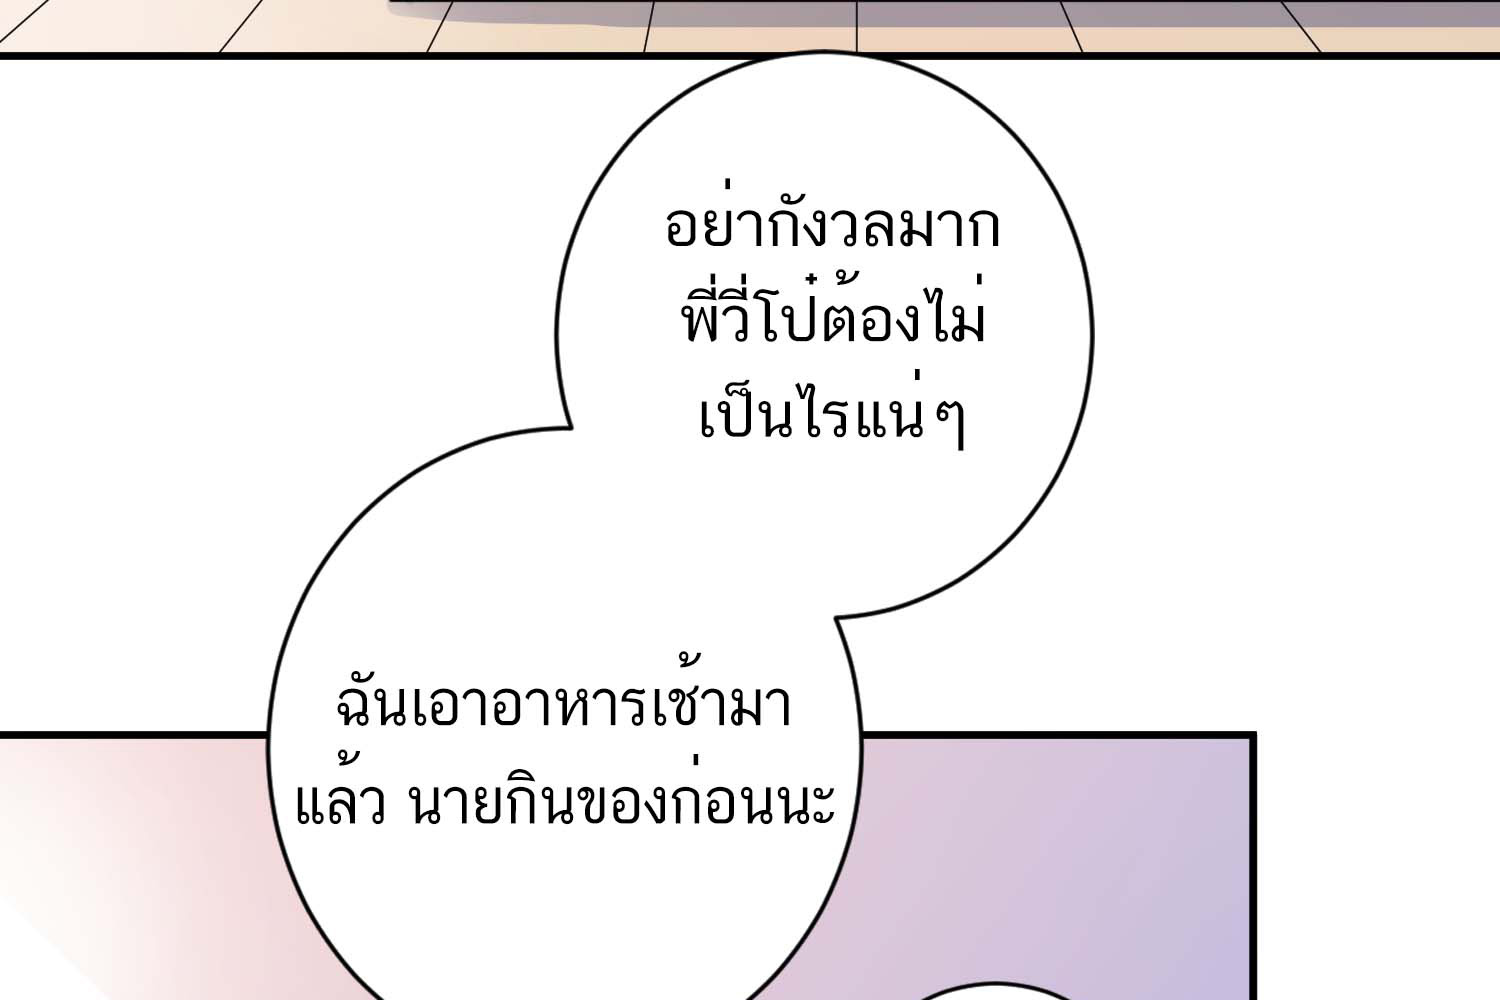 อย่ากังวลมาก
พี่วี่โป๋ต้องไม่
เป็นไรแน่ๆ
ฉันเอาอาหารเช้ามา
แล้ว นายกินของก่อนนะ